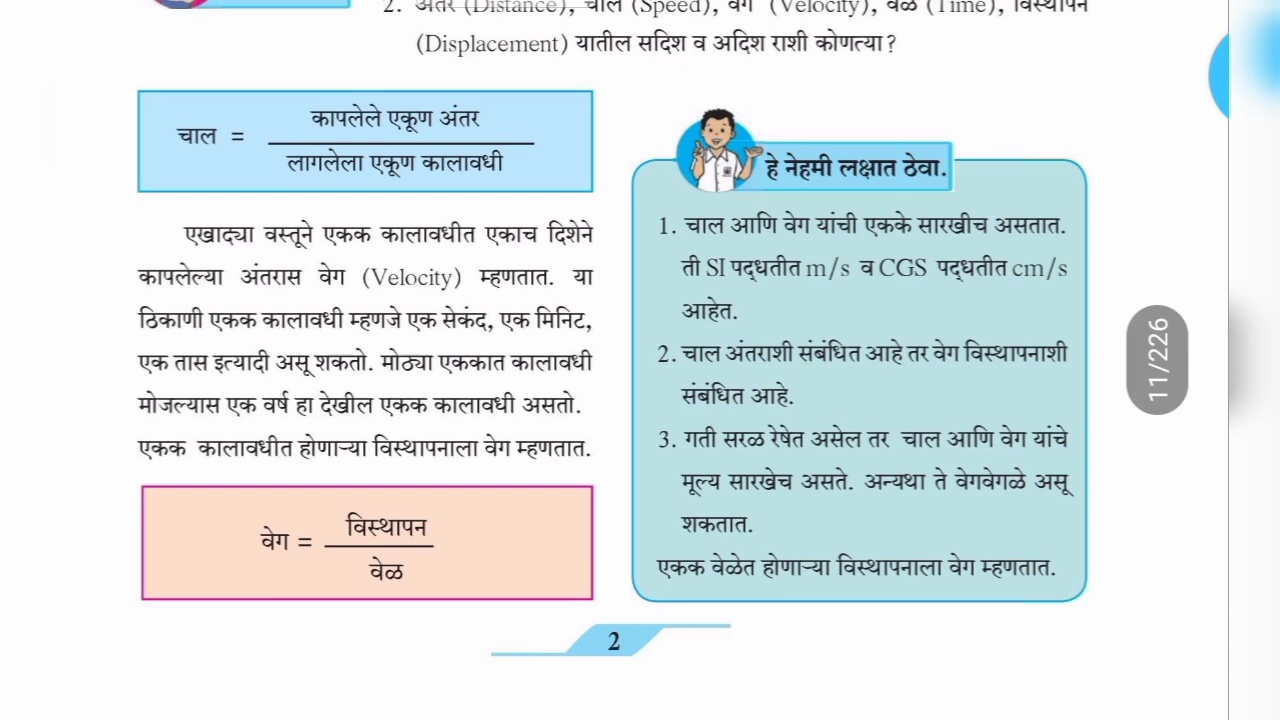 2. अंतर (Distance), चाल (Speed), वेग (Velocity), वेळ (Time), विस्थापन
(Displacement) यातील सदिश व अदिश राशी कोणत्या?
चाल = कापलेले एकूण अंतर
लागलेला एकूण कालावधी
एखाद्या वस्तूने एकक कालावधीत एकाच दिशेने
कापलेल्या अंतरास वेग (Velocity) म्हणतात. या
ठिकाणी एकक कालावधी म्हणजे एक सेकंद, एक मिनिट,
एक तास इत्यादी असू शकतो. मोठ्या एककात कालावधी
मोजल्यास एक वर्ष हा देखील एकक कालावधी असतो.
एकक कालावधीत होणाऱ्या विस्थापनाला वेग म्हणतात.
वेग = विस्थापन
वेळ
हे नेहमी लक्षात ठेवा.
1. चाल आणि वेग यांची एकके सारखीच असतात.
ती SI पद्धतीत m/s व CGS पद्धतीत cm/s
आहेत.
2. चाल अंतराशी संबंधित आहे तर वेग विस्थापनाशी
संबंधित आहे.
3. गती सरळ रेषेत असेल तर चाल आणि वेग यांचे
मूल्य सारखेच असते. अन्यथा ते वेगवेगळे असू
शकतात.
एकक वेळेत होणाऱ्या विस्थापनाला वेग म्हणतात.
11/226
2